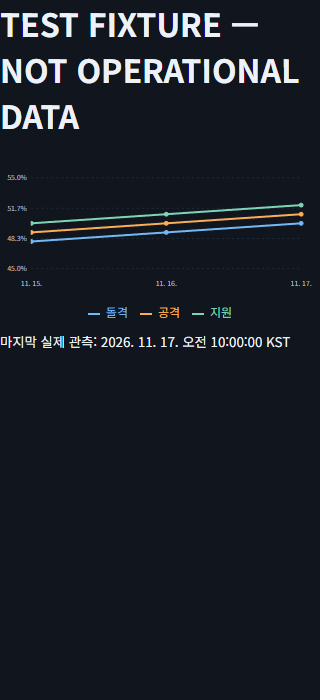 TEST FIXTURE —
NOT OPERATIONAL
DATA
55.0%
51.7%
48.3%
45.0%
11. 15.
11. 16.
11. 17.
돌격
공격
지원
마지막 실제 관측: 2026. 11. 17. 오전 10:00:00 KST